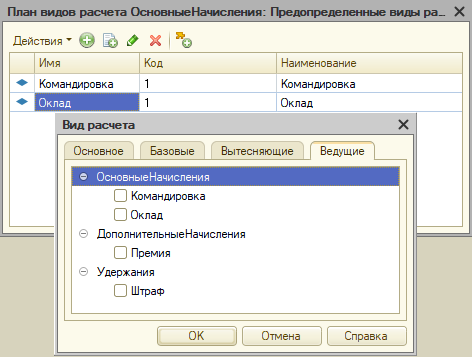 План видов расчета ОсновныеНачисления: Предопределенные виды ра...
Действия
Имя Код Наименование
Командировка 1 Командировка
Оклад 1 Оклад
Вид расчета
Основное Базовые Вытесняющие Ведущие
ОсновныеНачисления
Командировка
Оклад
ДополнительныеНачисления
Премия
Удержания
Штраф
OK Отмена Справка